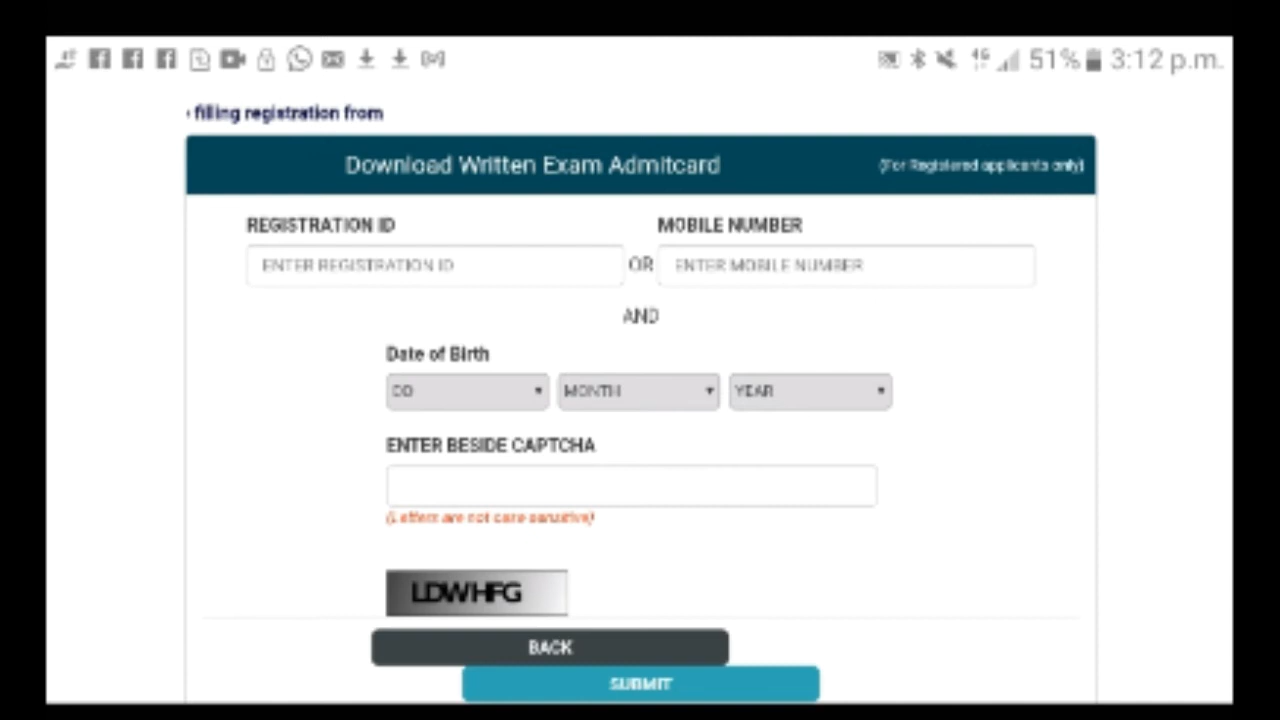 4G 51% 3:12 p.m.
‹ filling registration from
Download Written Exam Admitcard (For Registered applicants only)
REGISTRATION ID MOBILE NUMBER
ENTER REGISTRATION ID OR ENTER MOBILE NUMBER
AND
Date of Birth
DD MONTH YEAR
ENTER BESIDE CAPTCHA
(Letters are not case sensitive)
LDWHFG
BACK
SUBMIT